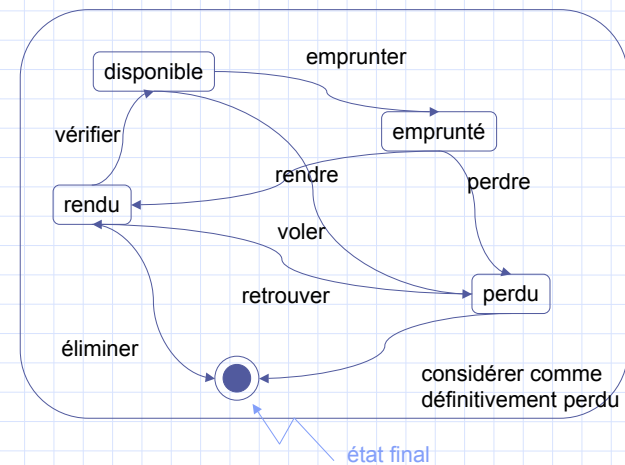 emprunter
disponible
emprunté
vérifier
rendre
perdre
rendu
voler
retrouver
perdu
éliminer
considérer comme
définitivement perdu
état final